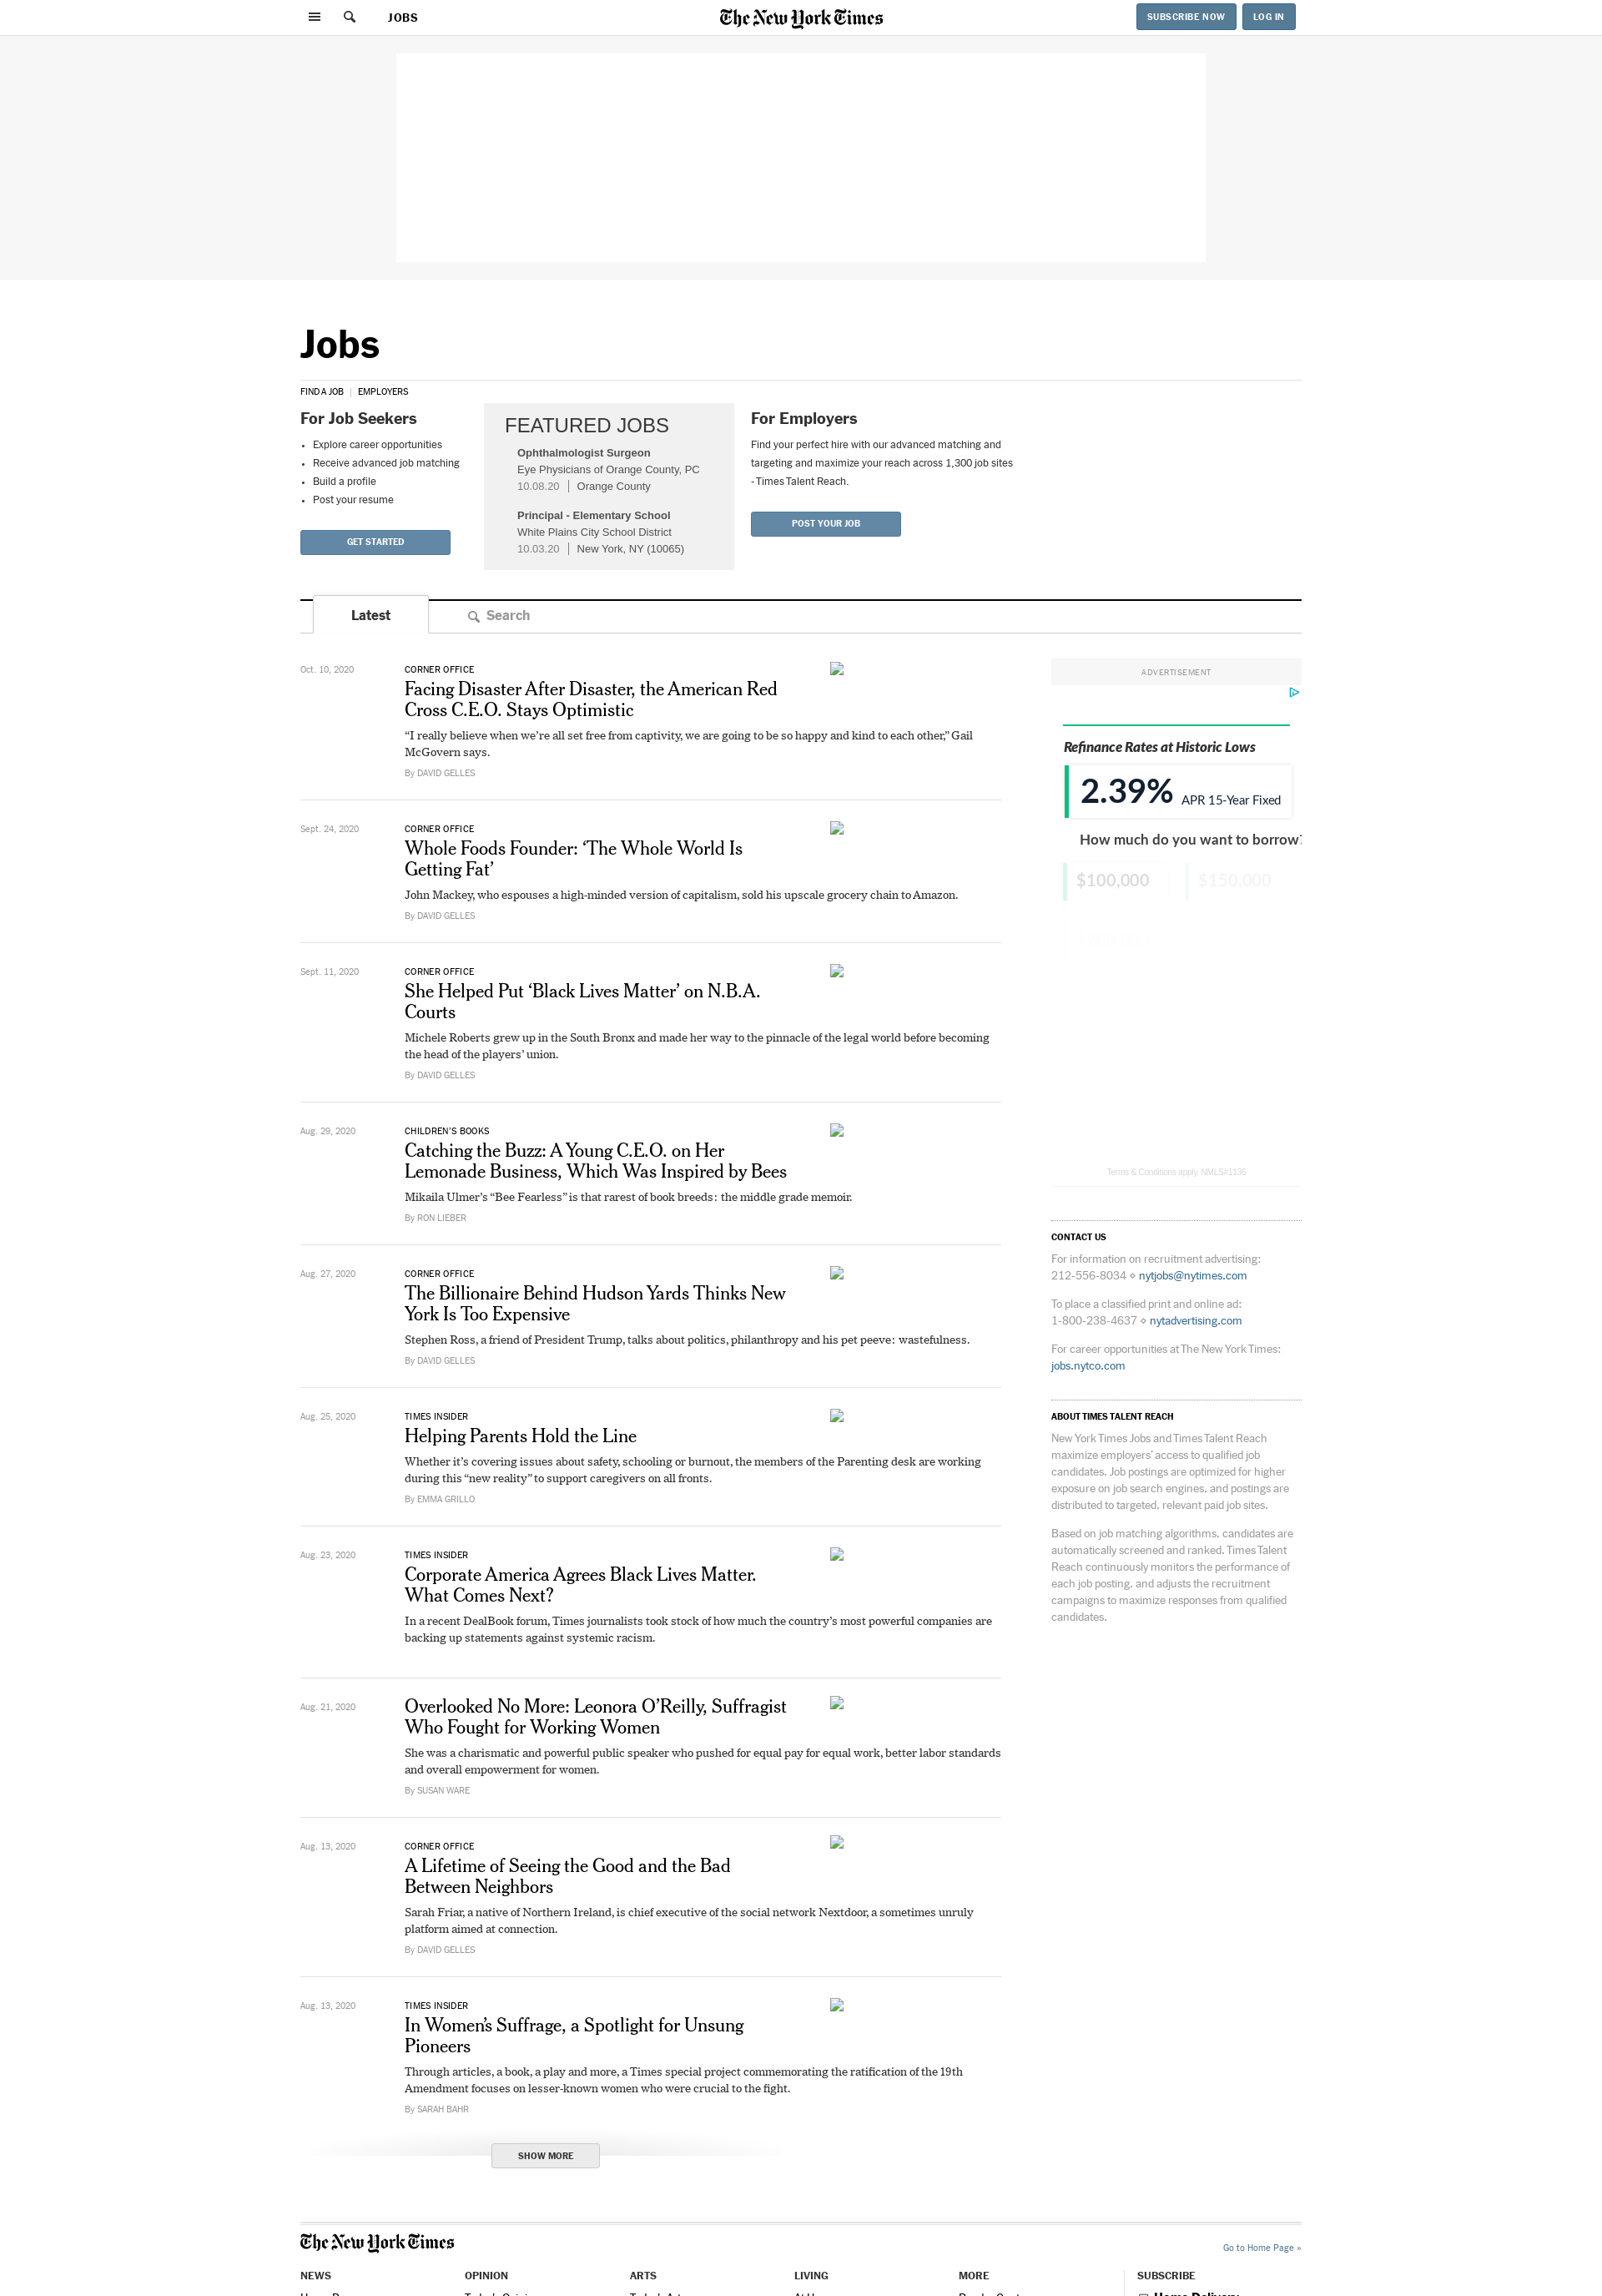 JOBS
The New York Times
SUBSCRIBE NOW
LOG IN
Jobs
FIND A JOB
EMPLOYERS
For Job Seekers
Explore career opportunities
Receive advanced job matching
Build a profile
Post your resume
GET STARTED
FEATURED JOBS
Ophthalmologist Surgeon
Eye Physicians of Orange County, PC
10.08.20
Orange County
Principal - Elementary School
White Plains City School District
10.03.20
New York, NY (10065)
For Employers
Find your perfect hire with our advanced matching and
targeting and maximize your reach across 1,300 job sites
- Times Talent Reach.
POST YOUR JOB
Latest
Search
Oct. 10, 2020
CORNER OFFICE
Facing Disaster After Disaster, the American Red
Cross C.E.O. Stays Optimistic
“I really believe when we’re all set free from captivity, we are going to be so happy and kind to each other,” Gail
McGovern says.
By DAVID GELLES
Sept. 24, 2020
CORNER OFFICE
Whole Foods Founder: ‘The Whole World Is
Getting Fat’
John Mackey, who espouses a high-minded version of capitalism, sold his upscale grocery chain to Amazon.
By DAVID GELLES
Sept. 11, 2020
CORNER OFFICE
She Helped Put ‘Black Lives Matter’ on N.B.A.
Courts
Michele Roberts grew up in the South Bronx and made her way to the pinnacle of the legal world before becoming
the head of the players’ union.
By DAVID GELLES
Aug. 29, 2020
CHILDREN’S BOOKS
Catching the Buzz: A Young C.E.O. on Her
Lemonade Business, Which Was Inspired by Bees
Mikaila Ulmer’s “Bee Fearless” is that rarest of book breeds: the middle grade memoir.
By RON LIEBER
Aug. 27, 2020
CORNER OFFICE
The Billionaire Behind Hudson Yards Thinks New
York Is Too Expensive
Stephen Ross, a friend of President Trump, talks about politics, philanthropy and his pet peeve: wastefulness.
By DAVID GELLES
Aug. 25, 2020
TIMES INSIDER
Helping Parents Hold the Line
Whether it’s covering issues about safety, schooling or burnout, the members of the Parenting desk are working
during this “new reality” to support caregivers on all fronts.
By EMMA GRILLO
Aug. 23, 2020
TIMES INSIDER
Corporate America Agrees Black Lives Matter.
What Comes Next?
In a recent DealBook forum, Times journalists took stock of how much the country’s most powerful companies are
backing up statements against systemic racism.
Aug. 21, 2020
Overlooked No More: Leonora O’Reilly, Suffragist
Who Fought for Working Women
She was a charismatic and powerful public speaker who pushed for equal pay for equal work, better labor standards
and overall empowerment for women.
By SUSAN WARE
Aug. 13, 2020
CORNER OFFICE
A Lifetime of Seeing the Good and the Bad
Between Neighbors
Sarah Friar, a native of Northern Ireland, is chief executive of the social network Nextdoor, a sometimes unruly
platform aimed at connection.
By DAVID GELLES
Aug. 13, 2020
TIMES INSIDER
In Women’s Suffrage, a Spotlight for Unsung
Pioneers
Through articles, a book, a play and more, a Times special project commemorating the ratification of the 19th
Amendment focuses on lesser-known women who were crucial to the fight.
By SARAH BAHR
SHOW MORE
ADVERTISEMENT
Refinance Rates at Historic Lows
2.39% APR 15-Year Fixed
How much do you want to borrow?
$100,000
$150,000
Terms & Conditions apply. NMLS#1136
CONTACT US
For information on recruitment advertising:
212-556-8034 ⋄ nytjobs@nytimes.com
To place a classified print and online ad:
1-800-238-4637 ⋄ nytadvertising.com
For career opportunities at The New York Times:
jobs.nytco.com
ABOUT TIMES TALENT REACH
New York Times Jobs and Times Talent Reach
maximize employers’ access to qualified job
candidates. Job postings are optimized for higher
exposure on job search engines, and postings are
distributed to targeted, relevant paid job sites.
Based on job matching algorithms, candidates are
automatically screened and ranked. Times Talent
Reach continuously monitors the performance of
each job posting, and adjusts the recruitment
campaigns to maximize responses from qualified
candidates.
The New York Times
Go to Home Page »
NEWS
OPINION
ARTS
LIVING
MORE
SUBSCRIBE